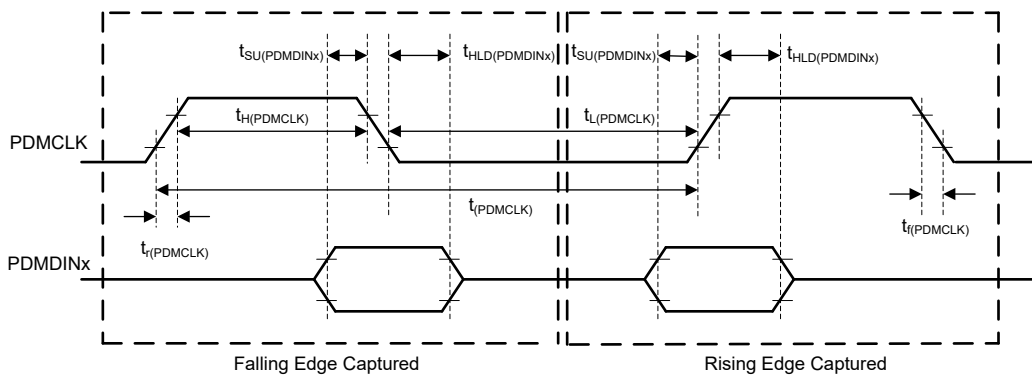 tSU(PDMDINx) tHLD(PDMDINx) tSU(PDMDINx) tHLD(PDMDINx)
tH(PDMCLK) tL(PDMCLK)
PDMCLK
t(PDMCLK)
tr(PDMCLK) tf(PDMCLK)
PDMDINx
Falling Edge Captured Rising Edge Captured